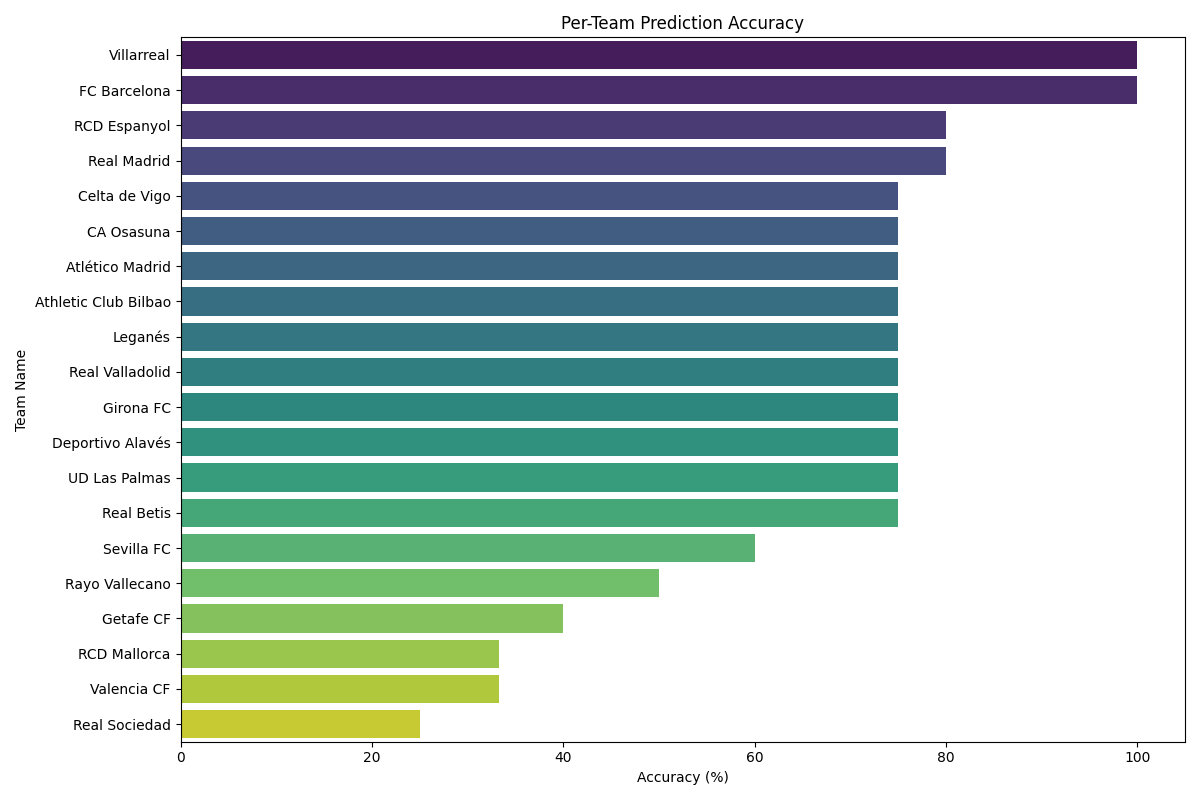 Per-Team Prediction Accuracy
Team Name
Villarreal
FC Barcelona
RCD Espanyol
Real Madrid
Celta de Vigo
CA Osasuna
Atlético Madrid
Athletic Club Bilbao
Leganés
Real Valladolid
Girona FC
Deportivo Alavés
UD Las Palmas
Real Betis
Sevilla FC
Rayo Vallecano
Getafe CF
RCD Mallorca
Valencia CF
Real Sociedad
0 20 40 60 80 100
Accuracy (%)